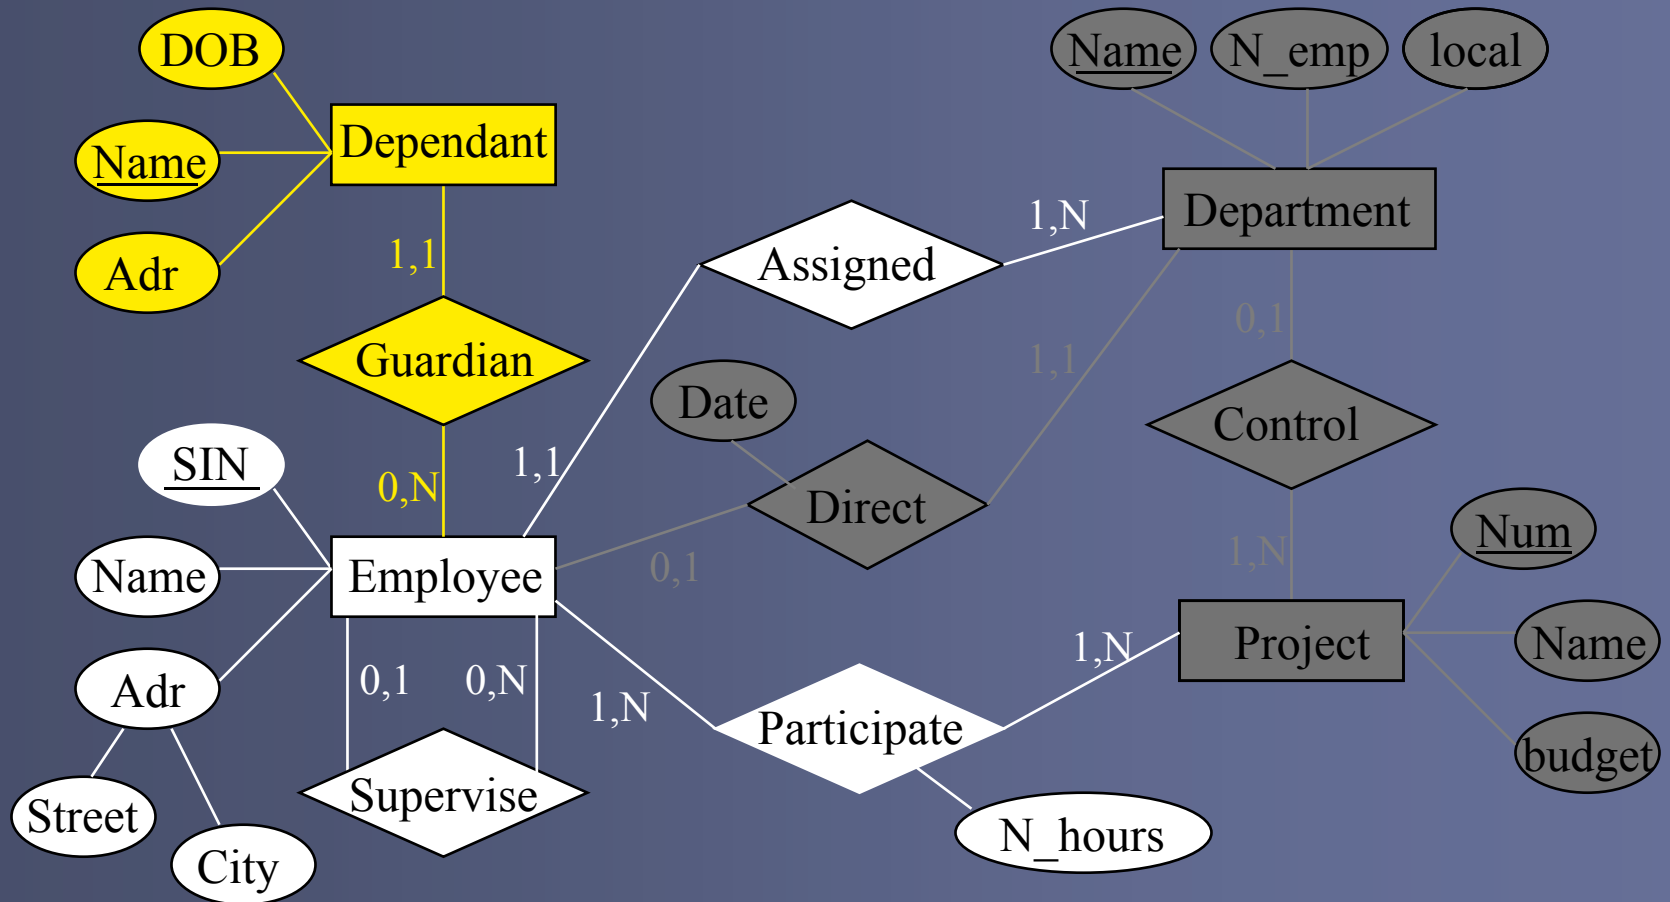 DOB
Name
N_emp
local
Dependant
Name
Department
1,N
Adr
1,1
Assigned
0,1
Guardian
1,1
Date
Control
SIN
1,1
0,N
Direct
Num
1,N
0,1
Name
Employee
Project
Name
1,N
0,1
0,N
Adr
1,N
Participate
budget
Supervise
Street
N_hours
City